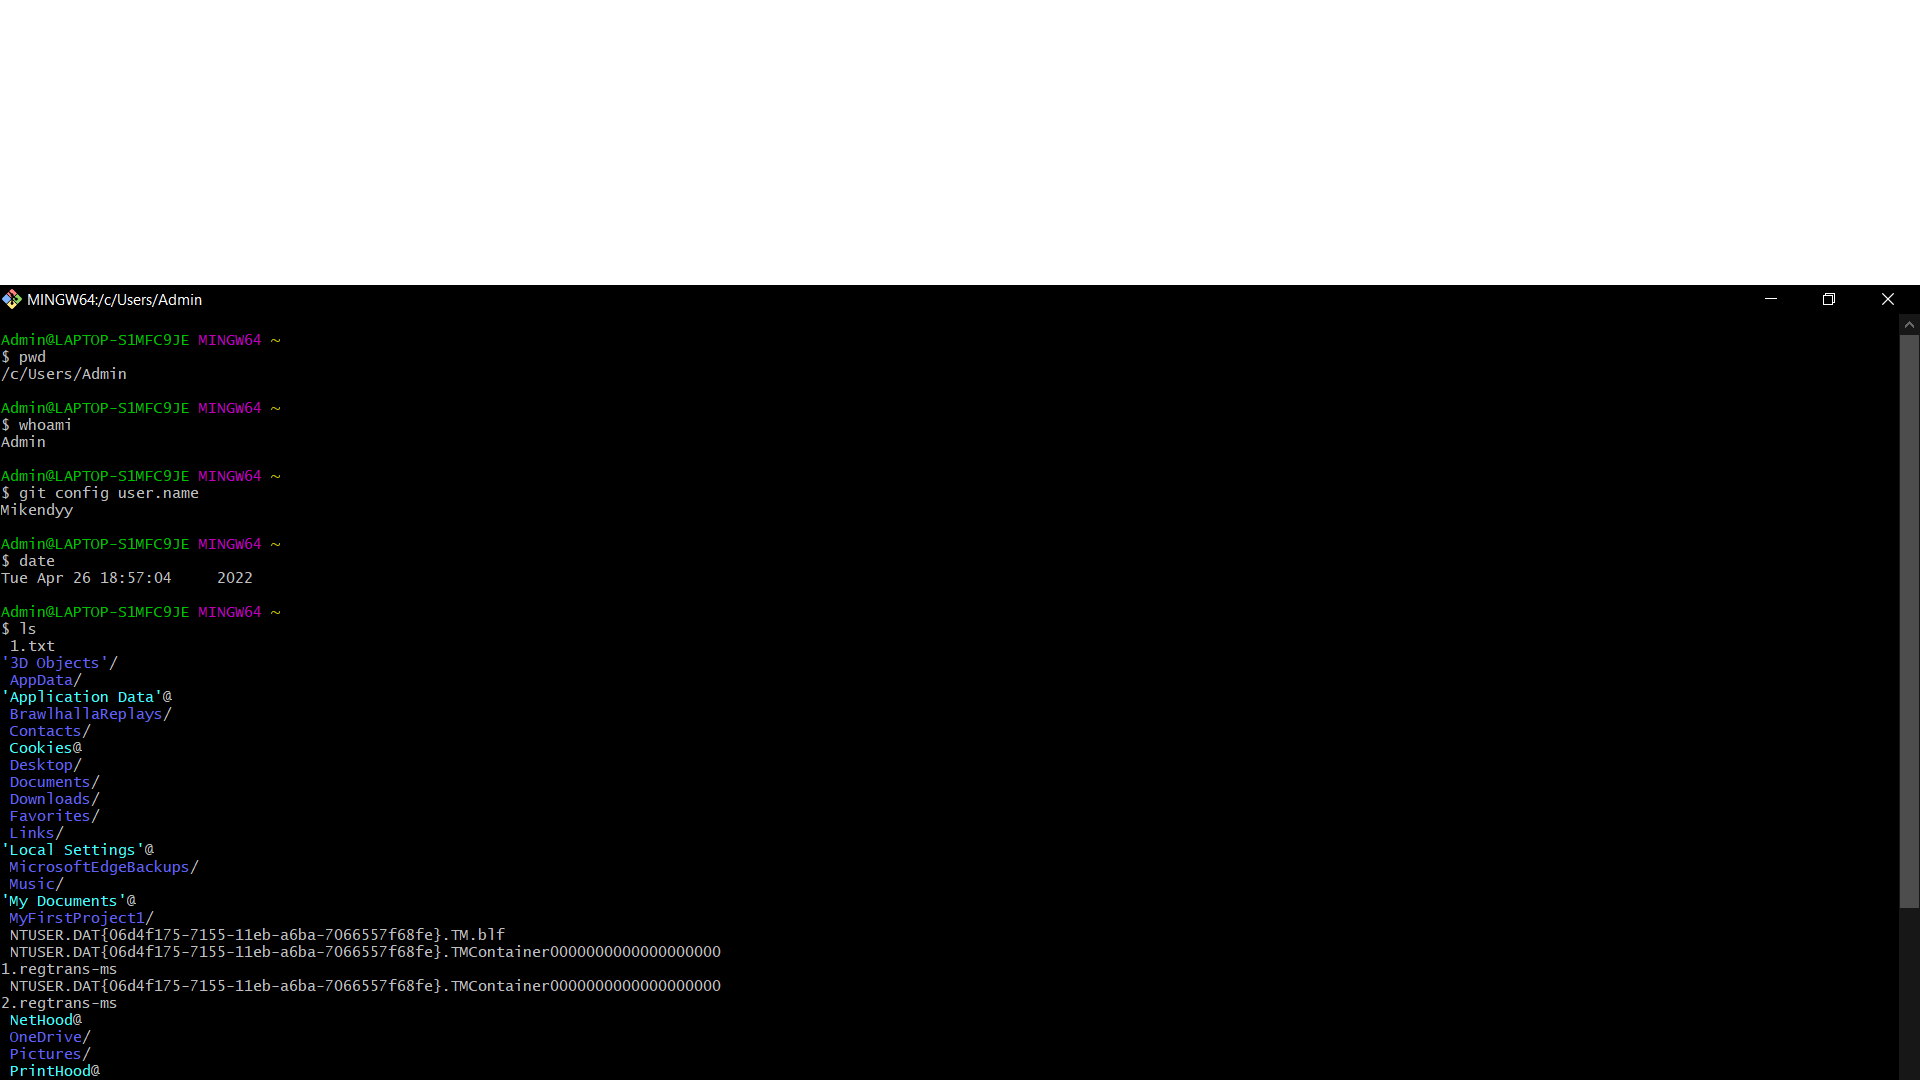 MINGW64:/c/Users/Admin
Admin@LAPTOP-S1MFC9JE MINGW64 ~
$ pwd
/c/Users/Admin
Admin@LAPTOP-S1MFC9JE MINGW64 ~
$ whoami
Admin
Admin@LAPTOP-S1MFC9JE MINGW64 ~
$ git config user.name
Mikendyy
Admin@LAPTOP-S1MFC9JE MINGW64 ~
$ date
Tue Apr 26 18:57:04     2022
Admin@LAPTOP-S1MFC9JE MINGW64 ~
$ ls
 1.txt
'3D Objects'/
 AppData/
'Application Data'@
 BrawlhallaReplays/
 Contacts/
 Cookies@
 Desktop/
 Documents/
 Downloads/
 Favorites/
 Links/
'Local Settings'@
 MicrosoftEdgeBackups/
 Music/
'My Documents'@
 MyFirstProject1/
 NTUSER.DAT{06d4f175-7155-11eb-a6ba-7066557f68fe}.TM.blf
 NTUSER.DAT{06d4f175-7155-11eb-a6ba-7066557f68fe}.TMContainer0000000000000000000
1.regtrans-ms
 NTUSER.DAT{06d4f175-7155-11eb-a6ba-7066557f68fe}.TMContainer0000000000000000000
2.regtrans-ms
 NetHood@
 OneDrive/
 Pictures/
 PrintHood@